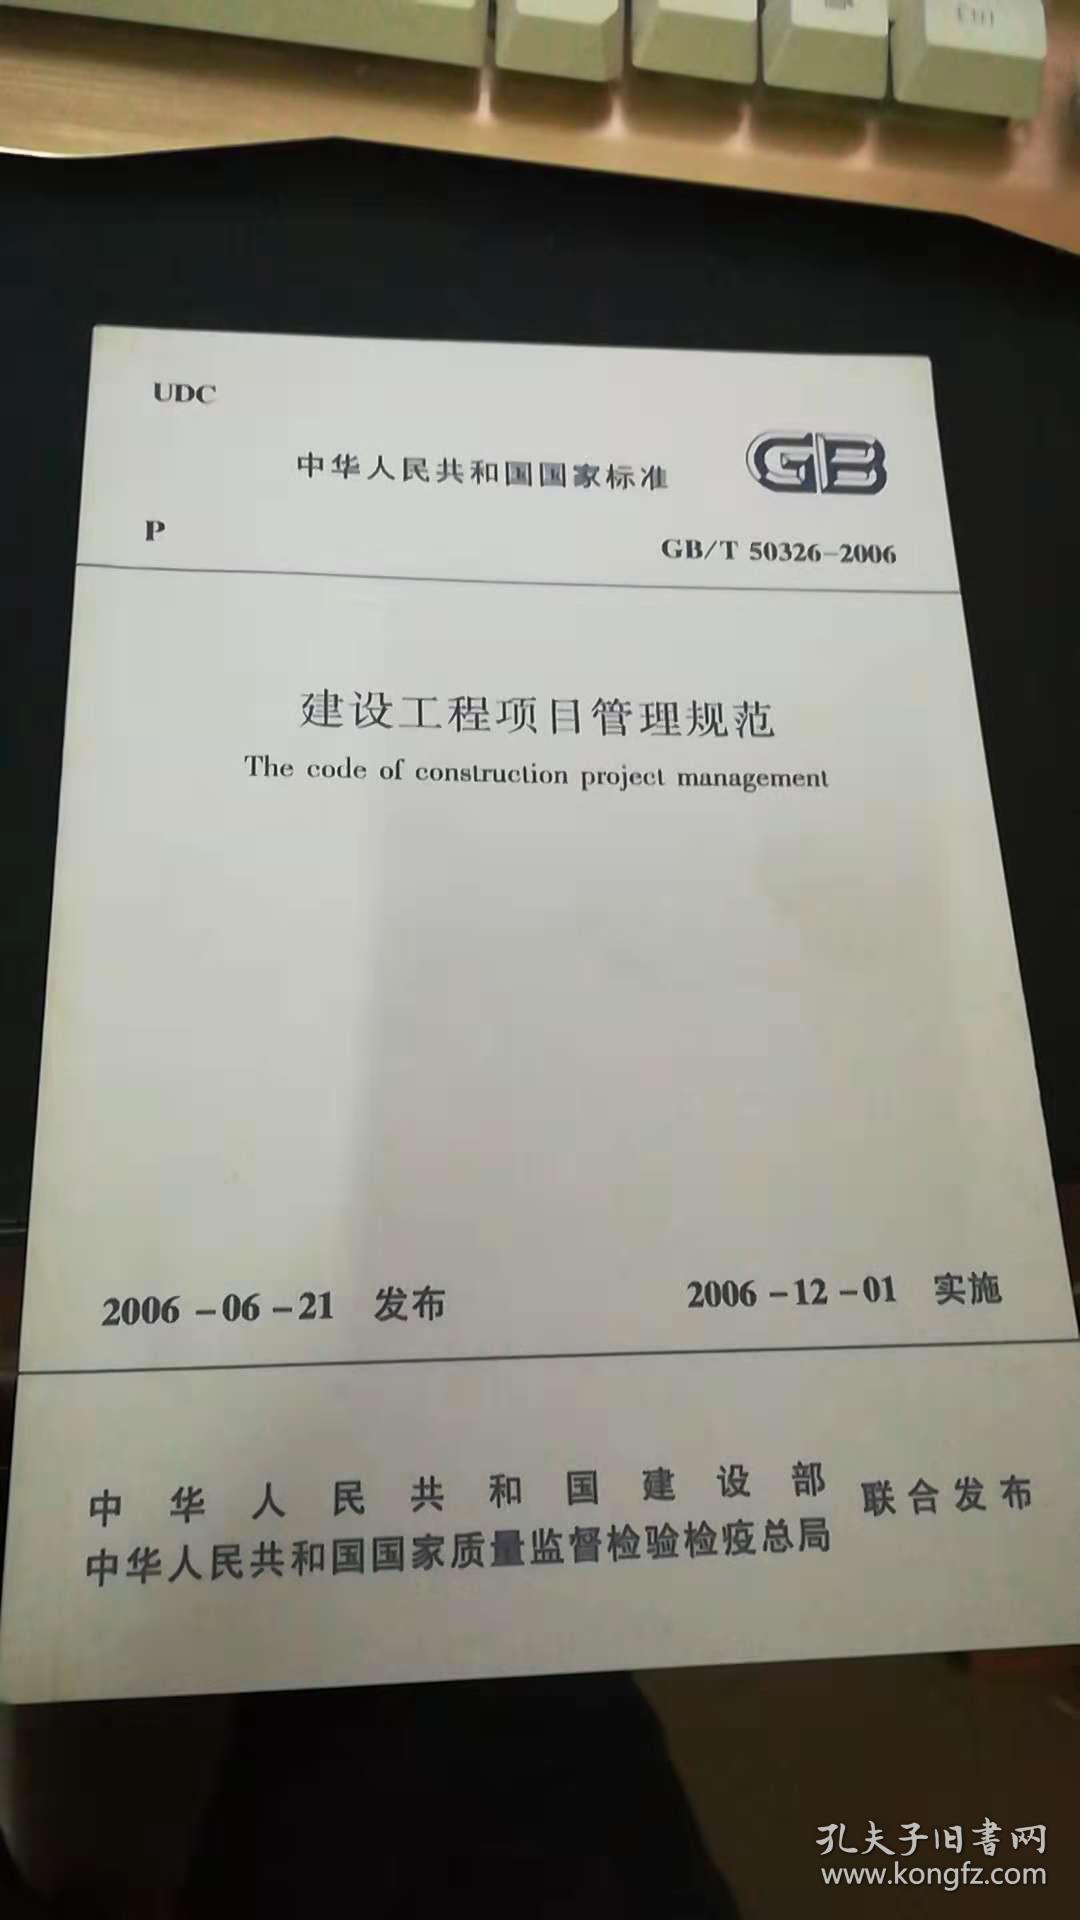 UDC
中华人民共和国国家标准
GB
P
GB/T 50326-2006
建设工程项目管理规范
The code of construction project management
2006-06-21 发布
2006-12-01 实施
中华人民共和国建设部
中华人民共和国国家质量监督检验检疫总局
联合发布
孔夫子旧书网
www.kongfz.com